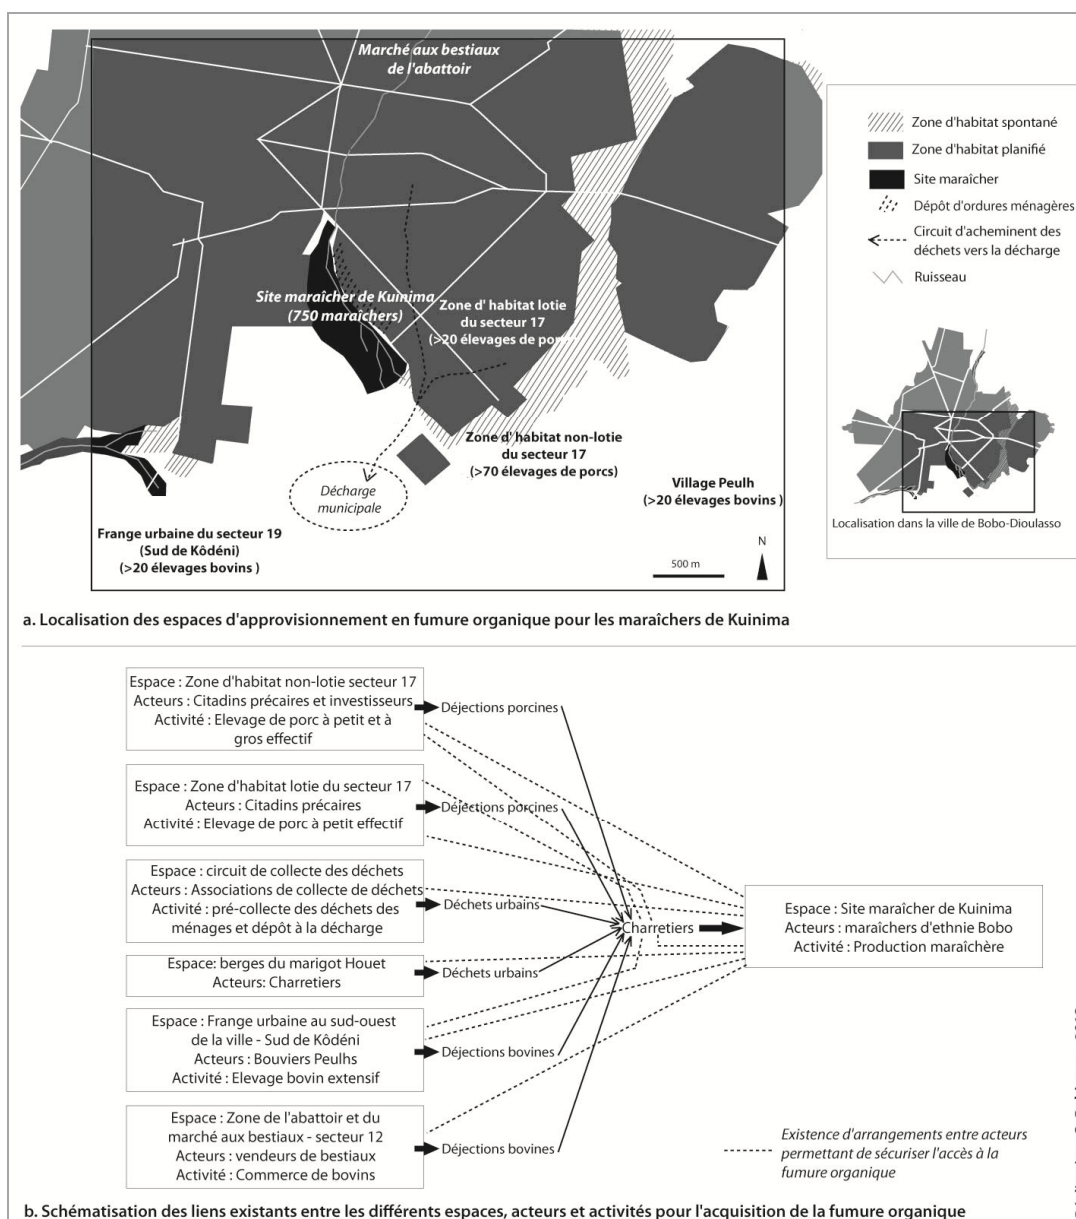 Marché aux bestiaux
de l'abattoir
Site maraîcher de Kuinima
(750 maraîchers)
Zone d' habitat lotie
du secteur 17
(>20 élevages de porc
Zone d' habitat non-lotie
du secteur 17
(>70 élevages de porcs)
Village Peulh
(>20 élevages bovins )
Décharge
municipale
Frange urbaine du secteur 19
(Sud de Kôdéni)
(>20 élevages bovins )
500 m
N
Zone d'habitat spontané
Zone d'habitat planifié
Site maraîcher
Dépôt d'ordures ménagères
Circuit d'acheminent des
déchets vers la décharge
Ruisseau
Localisation dans la ville de Bobo-Dioulasso
a. Localisation des espaces d'approvisionnement en fumure organique pour les maraîchers de Kuinima
Espace : Zone d'habitat non-lotie secteur 17
Acteurs : Citadins précaires et investisseurs
Activité : Elevage de porc à petit et à
gros effectif
Déjections porcines
Espace : Zone d'habitat lotie du secteur 17
Acteurs : Citadins précaires
Activité : Elevage de porc à petit effectif
Déjections porcines
Espace : circuit de collecte des déchets
Acteurs : Associations de collecte de déchets
Activité : pré-collecte des déchets des
ménages et dépôt à la décharge
Déchets urbains
Espace: berges du marigot Houet
Acteurs: Charretiers
Déchets urbains
Espace : Frange urbaine au sud-ouest
de la ville - Sud de Kôdéni
Acteurs : Bouviers Peulhs
Activité : Elevage bovin extensif
Déjections bovines
Espace : Zone de l'abattoir et du
marché aux bestiaux - secteur 12
Acteurs : vendeurs de bestiaux
Activité : Commerce de bovins
Déjections bovines
Charretiers
Espace : Site maraîcher de Kuinima
Acteurs : maraîchers d'ethnie Bobo
Activité : Production maraîchère
Existence d'arrangements entre acteurs
permettant de sécuriser l'accès à la
fumure organique
b. Schématisation des liens existants entre les différents espaces, acteurs et activités pour l'acquisition de la fumure organique